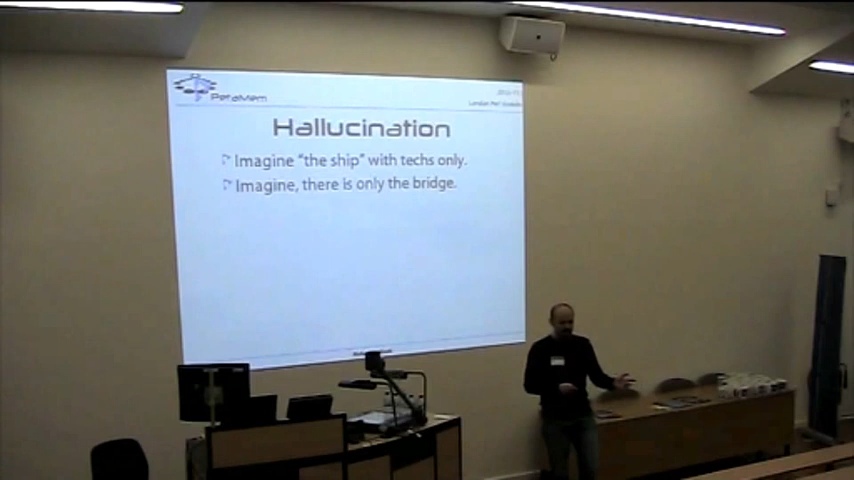 PetaMem
London Perl Workshop
Hallucination
Imagine “the ship” with techs only.
Imagine, there is only the bridge.